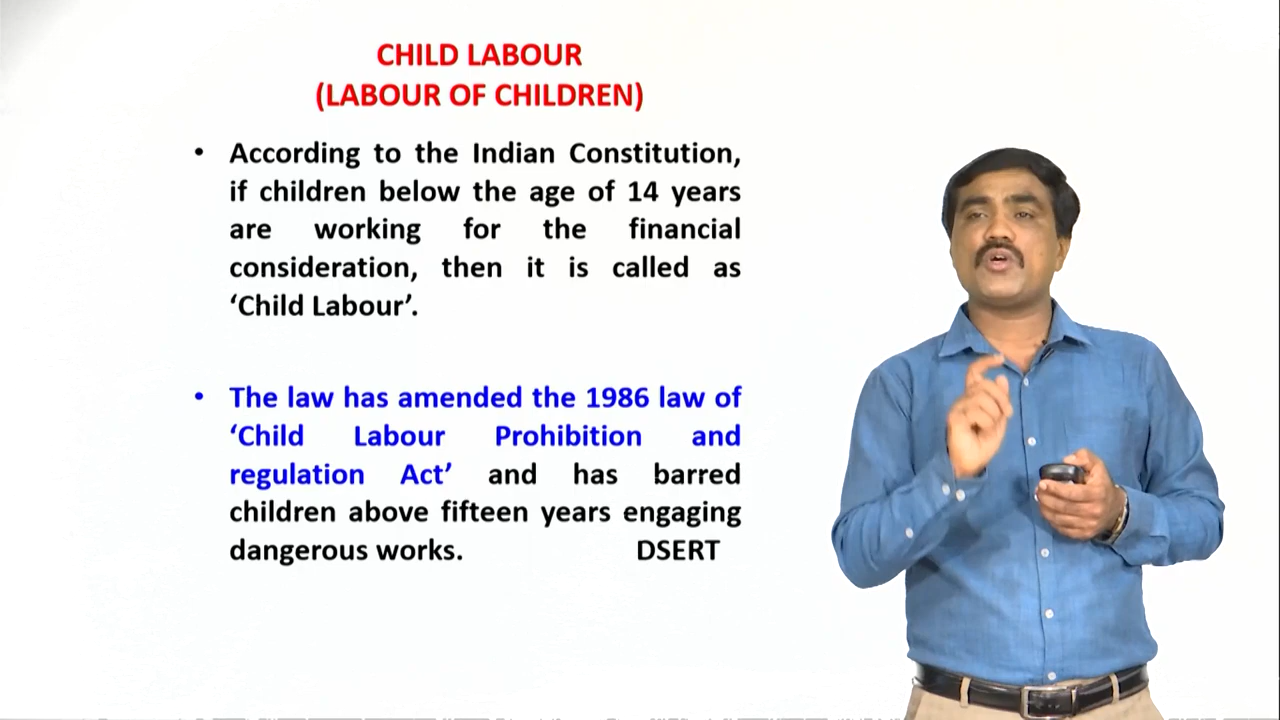 CHILD LABOUR
(LABOUR OF CHILDREN)
• According to the Indian Constitution,
if children below the age of 14 years
are working for the financial
consideration, then it is called as
‘Child Labour’.
• The law has amended the 1986 law of
‘Child Labour Prohibition and
regulation Act’ and has barred
children above fifteen years engaging
dangerous works. DSERT